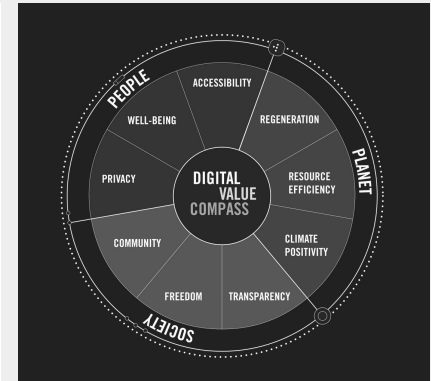 PEOPLE
ACCESSIBILITY
WELL-BEING
PRIVACY
PLANET
REGENERATION
RESOURCE
EFFICIENCY
CLIMATE
POSITIVITY
SOCIETY
TRANSPARENCY
FREEDOM
COMMUNITY
DIGITAL
VALUE
COMPASS